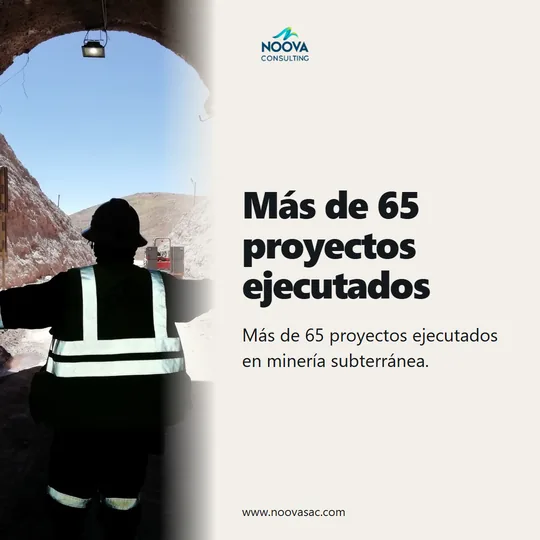 NOOVA
CONSULTING
Más de 65
proyectos
ejecutados
Más de 65 proyectos ejecutados
en minería subterránea.
www.noovasac.com